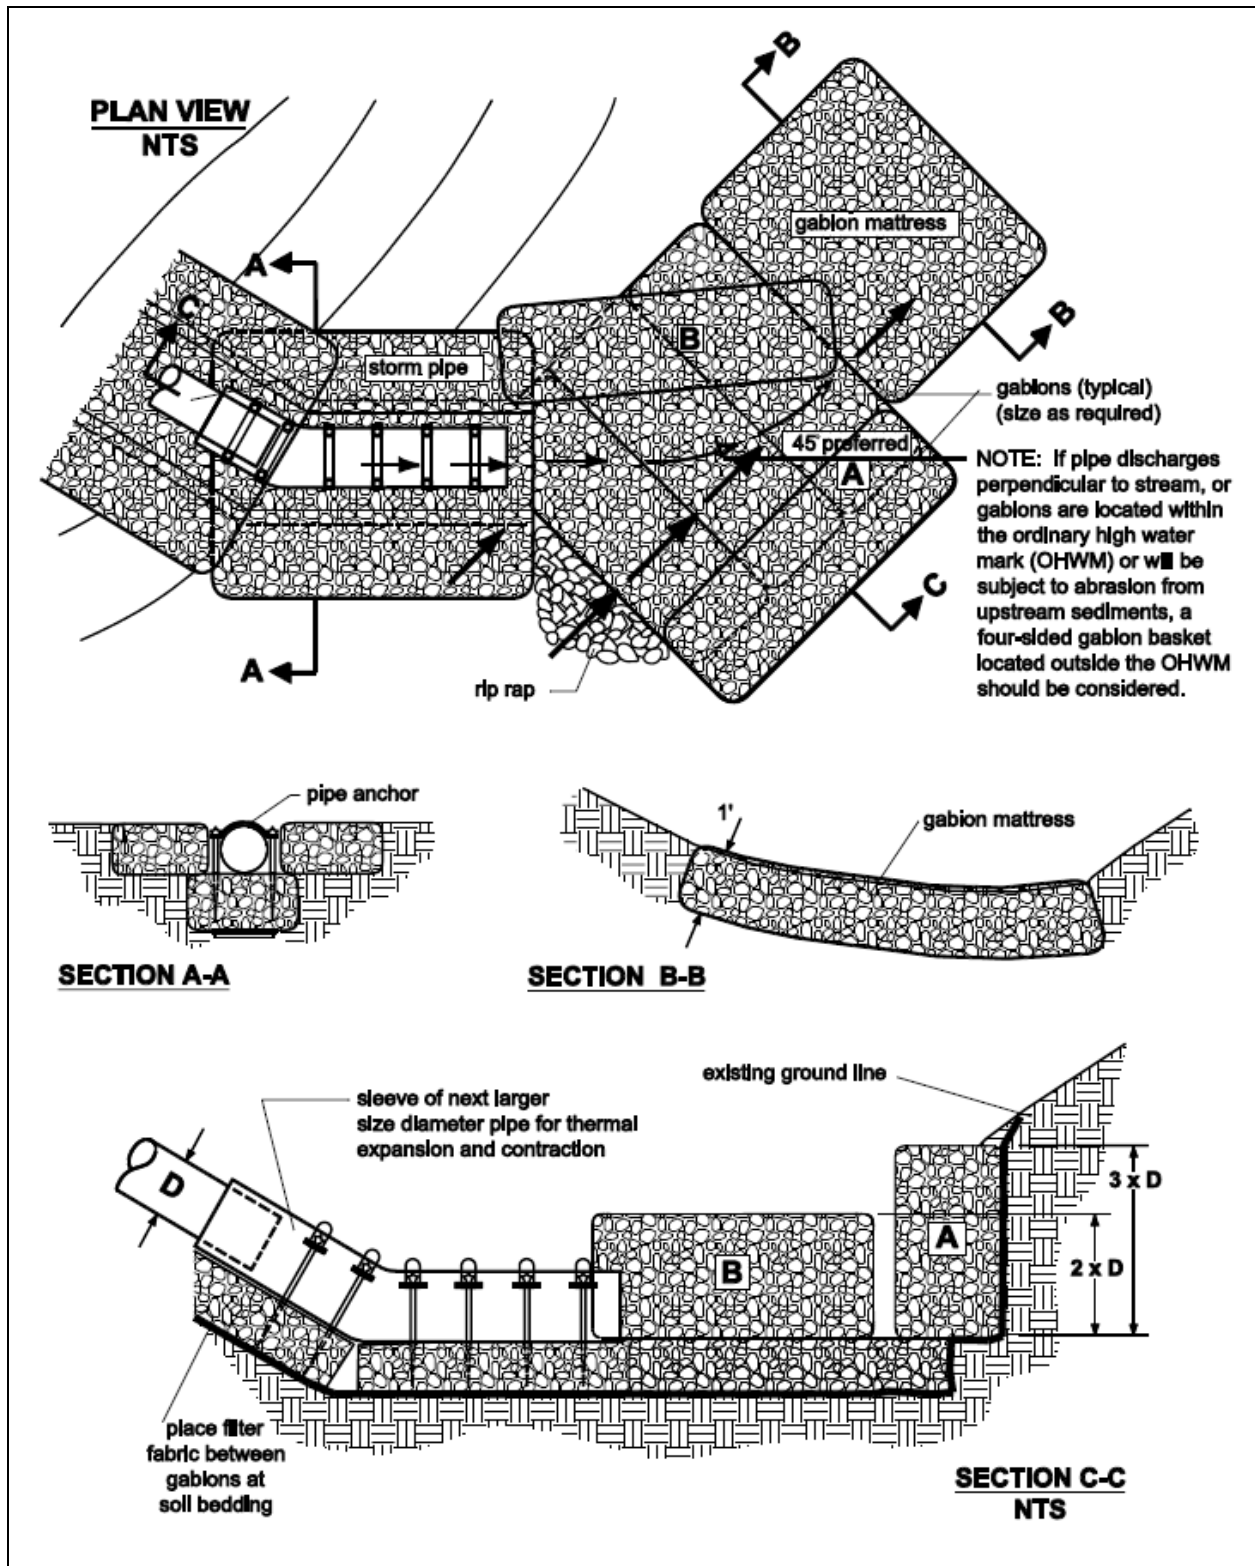 PLAN VIEW
NTS
B
gabion mattress
A
C
storm pipe
B
B
gabions (typical)
(size as required)
45 preferred
A
NOTE: If pipe discharges
perpendicular to stream, or
gabions are located within
the ordinary high water
mark (OHWM) or will be
subject to abrasion from
upstream sediments, a
four-sided gabion basket
located outside the OHWM
should be considered.
C
A
rip rap
pipe anchor
1'
gabion mattress
SECTION A-A
SECTION B-B
existing ground line
sleeve of next larger
size diameter pipe for thermal
expansion and contraction
D
3 x D
A
B
2 x D
place filter
fabric between
gabions at
soil bedding
SECTION C-C
NTS